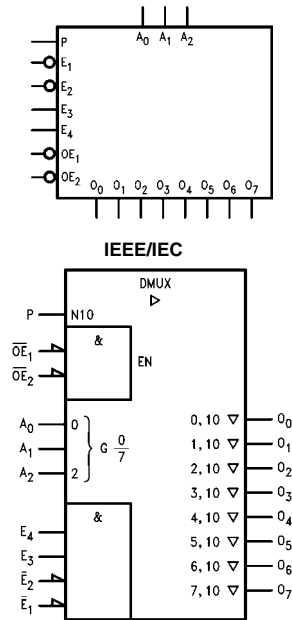 A0 A1 A2
P
E1
E2
E3
E4
OE1
OE2
O0 O1 O2 O3 O4 O5 O6 O7
IEEE/IEC
DMUX
P N10
&
OE1
EN
OE2
A0 0
0, 10 O0
A1 G 0/7
1, 10 O1
A2 2
2, 10 O2
3, 10 O3
&
4, 10 O4
E4
5, 10 O5
E3
6, 10 O6
E2
7, 10 O7
E1